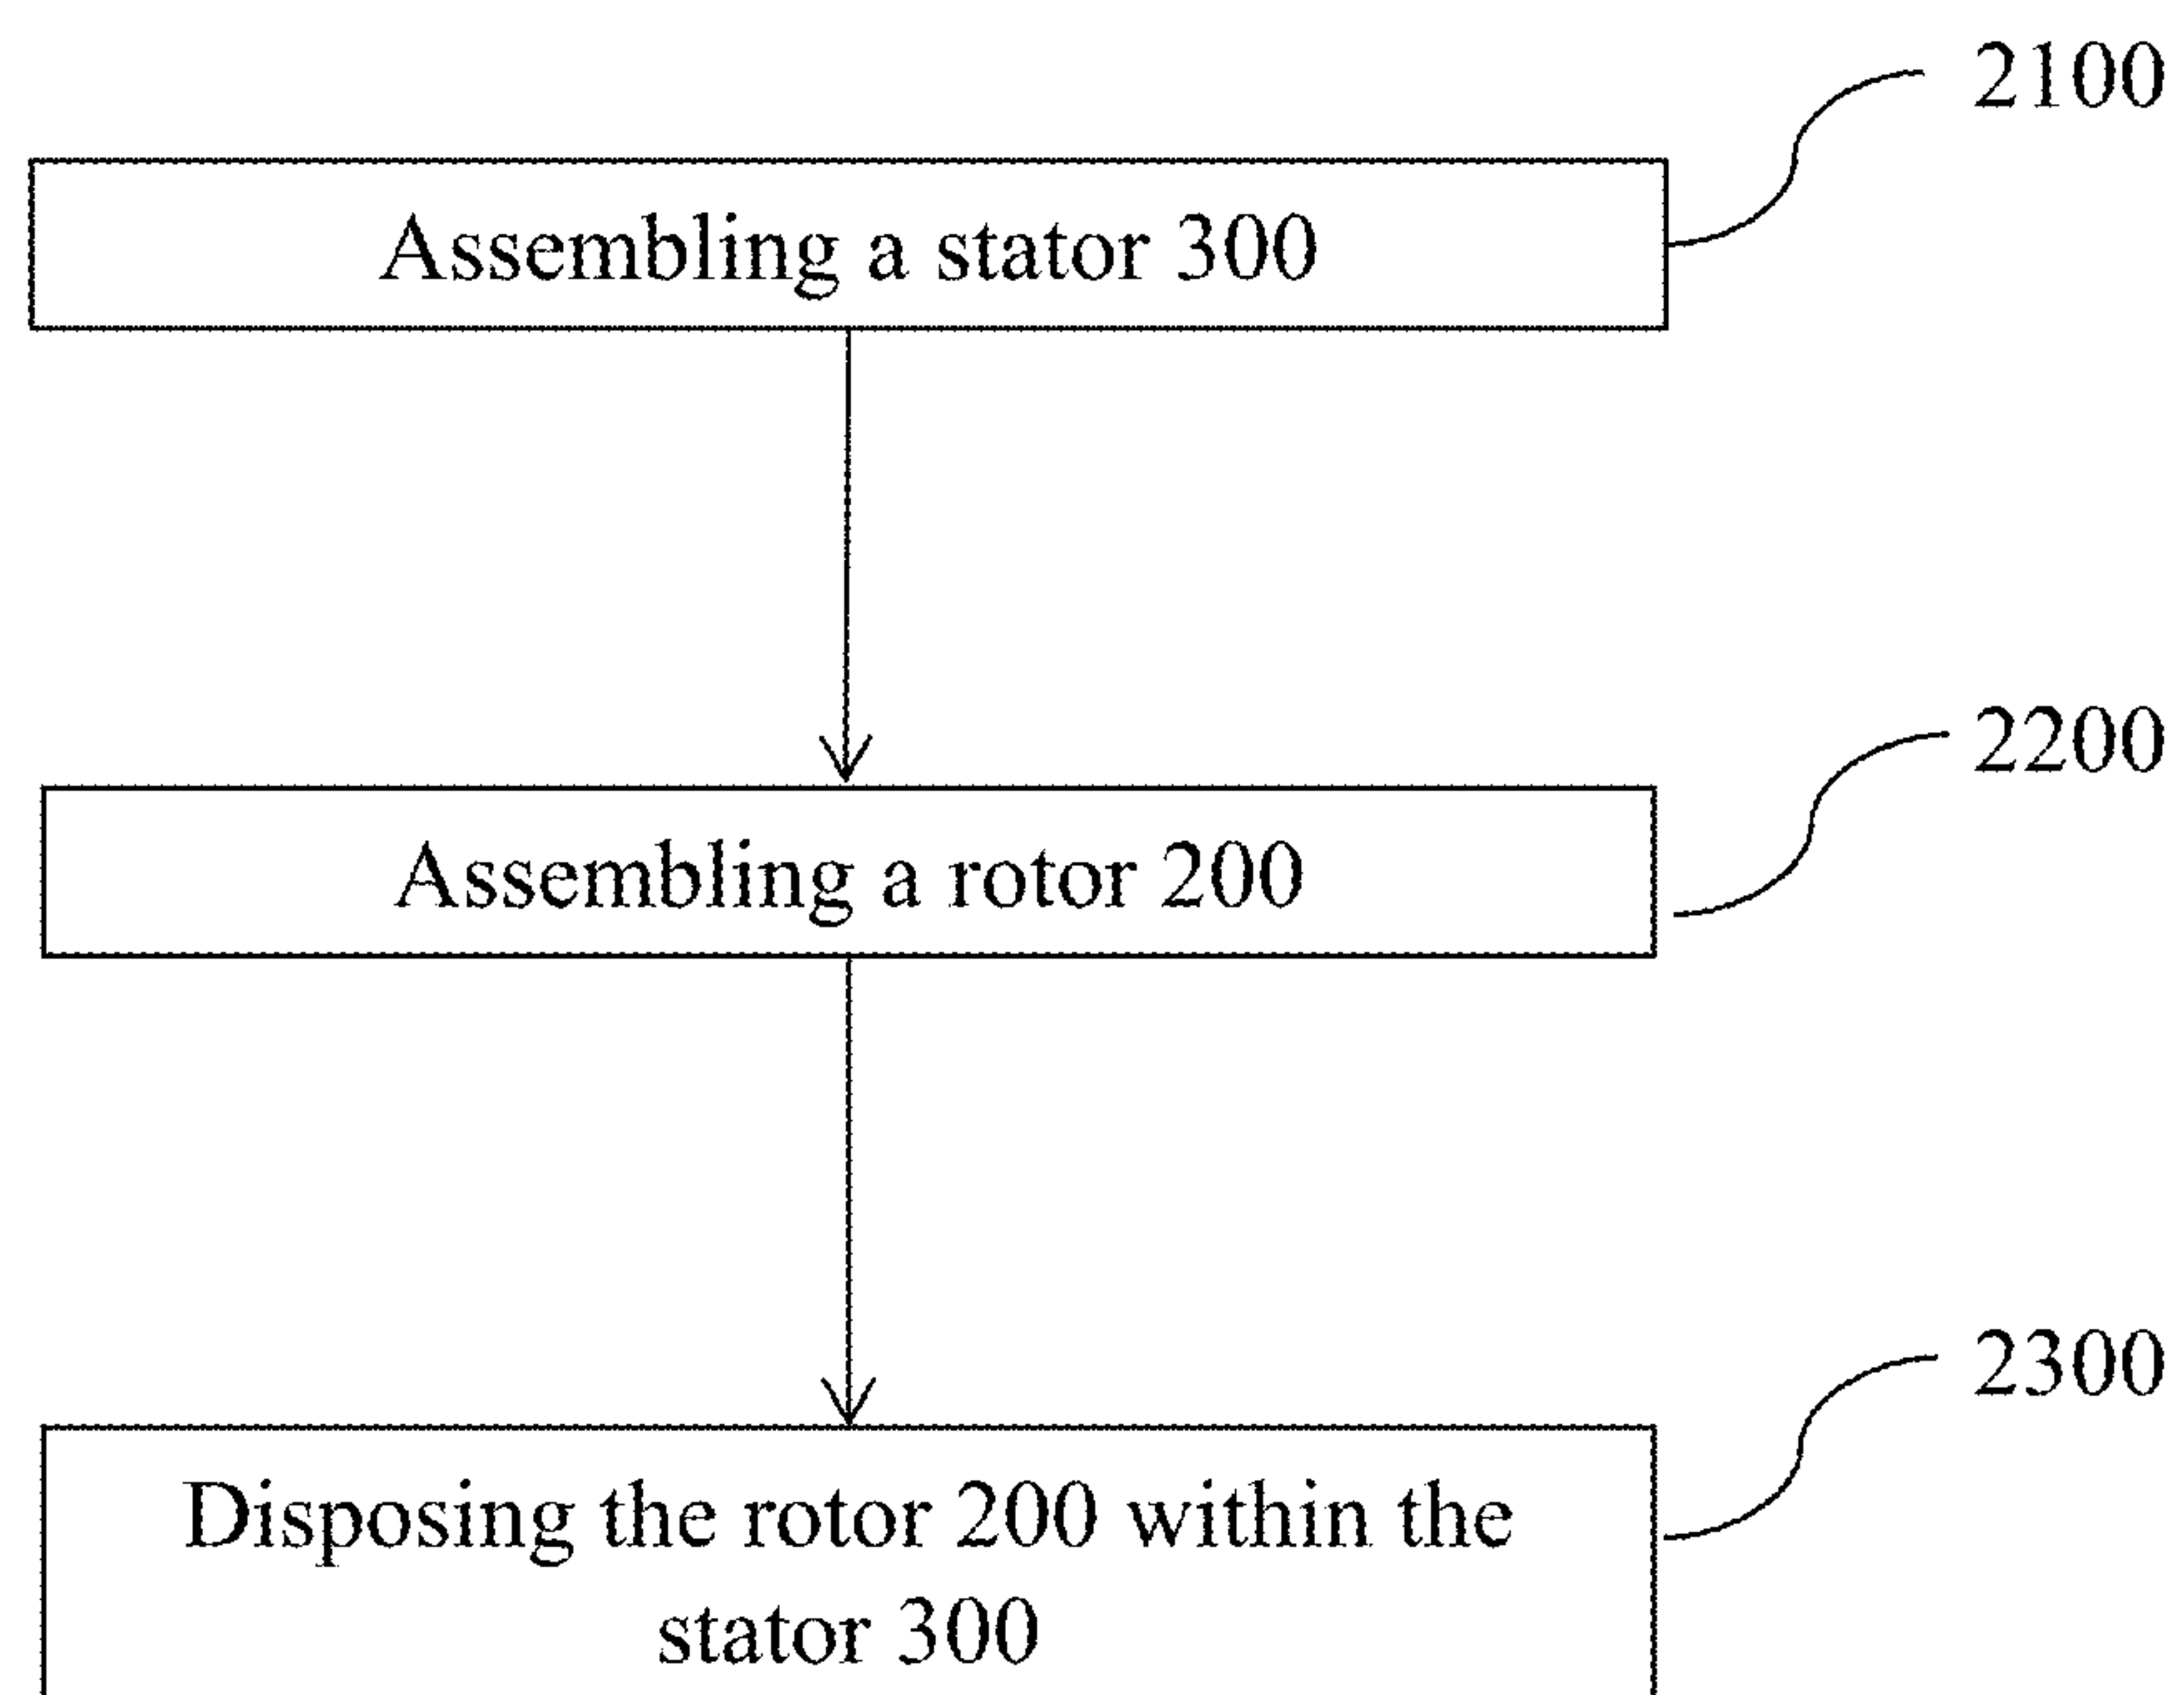 2100
Assembling a stator 300
2200
Assembling a rotor 200
2300
Disposing the rotor 200 within the
stator 300